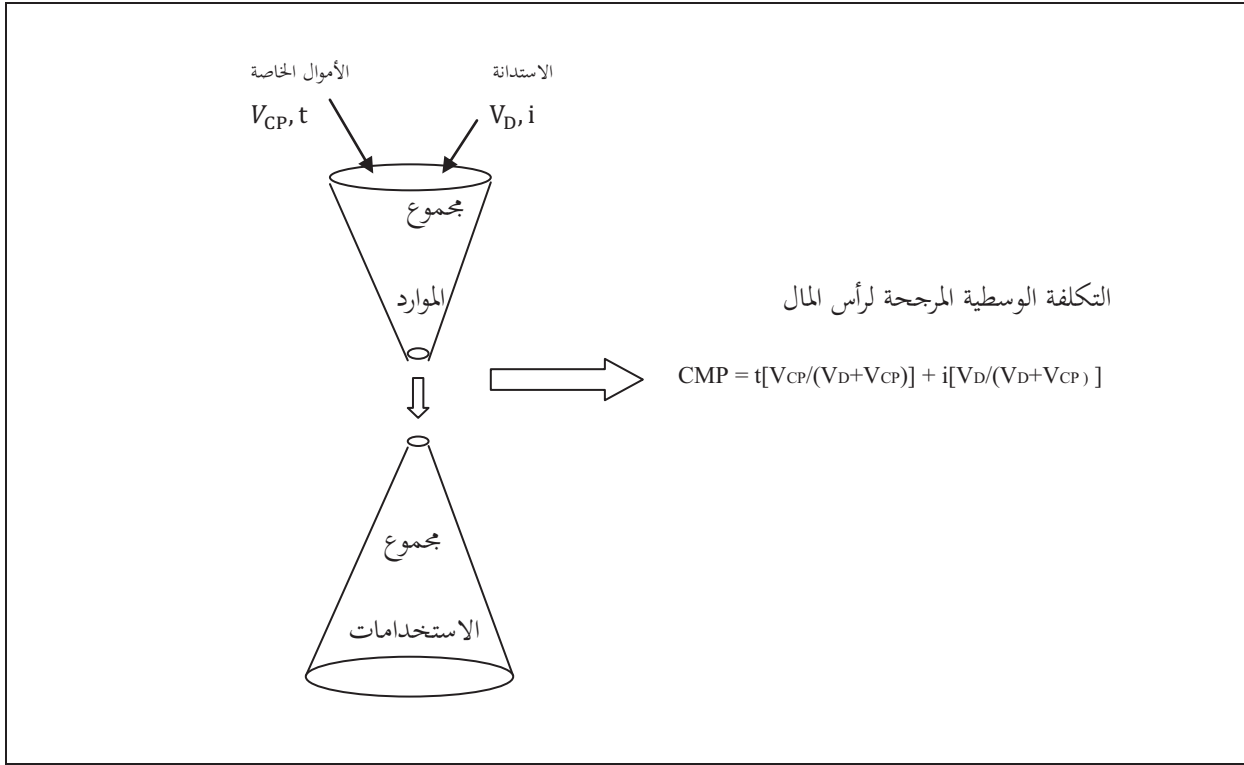 الأموال الخاصة
الاستدانة
V_CP, t
V_D, i
مجموع
الموارد
التكلفة الوسطية المرجحة لرأس المال
CMP = t[VCP/(VD+VCP)] + i[VD/(VD+VCP) ]
مجموع
الاستخدامات